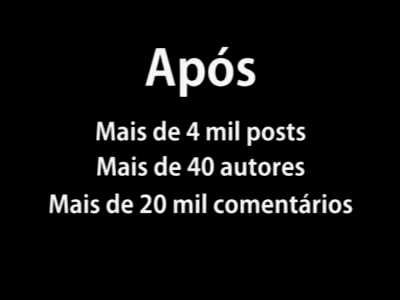 Após
Mais de 4 mil posts
Mais de 40 autores
Mais de 20 mil comentários